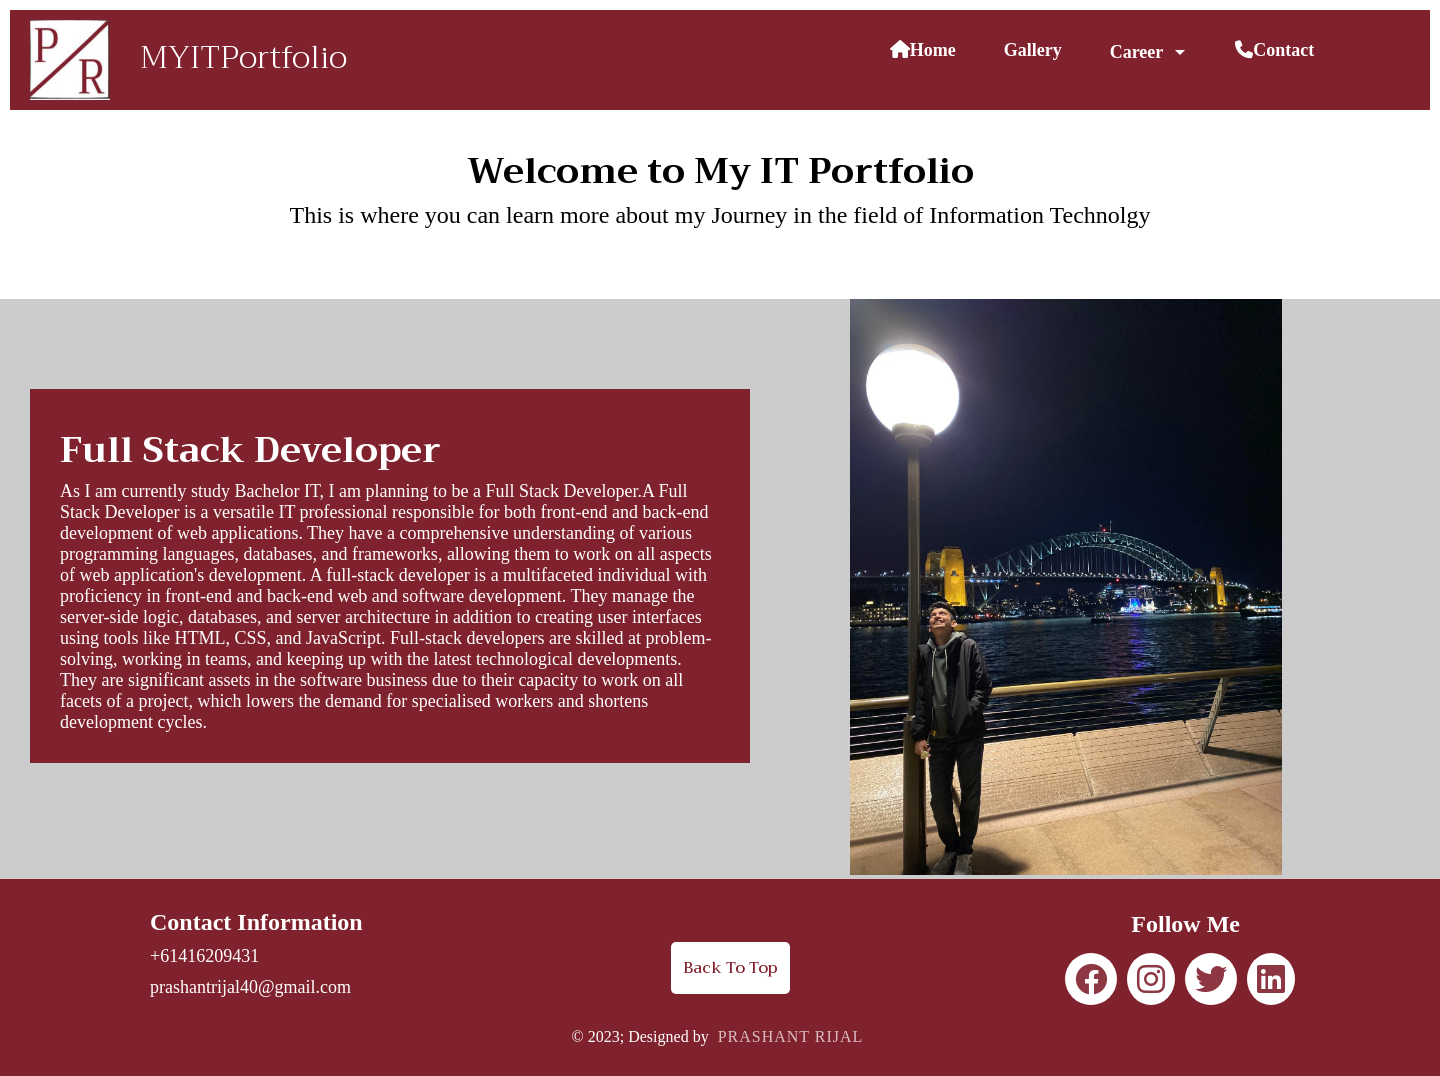 P R
MYITPortfolio
Home Gallery Career Contact
Welcome to My IT Portfolio
This is where you can learn more about my Journey in the field of Information Technolgy
Full Stack Developer
As I am currently study Bachelor IT, I am planning to be a Full Stack Developer.A Full
Stack Developer is a versatile IT professional responsible for both front-end and back-end
development of web applications. They have a comprehensive understanding of various
programming languages, databases, and frameworks, allowing them to work on all aspects
of web application's development. A full-stack developer is a multifaceted individual with
proficiency in front-end and back-end web and software development. They manage the
server-side logic, databases, and server architecture in addition to creating user interfaces
using tools like HTML, CSS, and JavaScript. Full-stack developers are skilled at problem-
solving, working in teams, and keeping up with the latest technological developments.
They are significant assets in the software business due to their capacity to work on all
facets of a project, which lowers the demand for specialised workers and shortens
development cycles.
Contact Information
+61416209431
prashantrijal40@gmail.com
Back To Top
Follow Me
© 2023; Designed by PRASHANT RIJAL